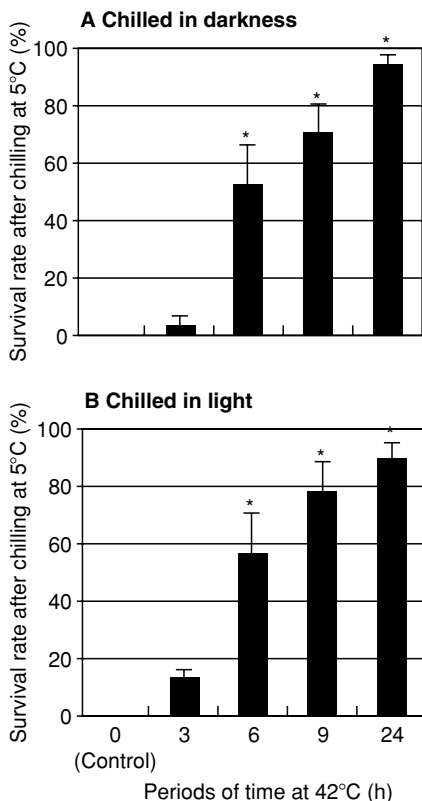 A Chilled in darkness
Survival rate after chilling at 5°C (%)
100
80
60
40
20
0
*
*
*
B Chilled in light
Survival rate after chilling at 5°C (%)
100
80
60
40
20
0
*
*
*
0 3 6 9 24
(Control)
Periods of time at 42°C (h)